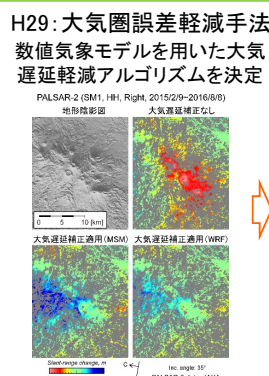 H29：大気圏誤差軽減手法
数値気象モデルを用いた大気
遅延軽減アルゴリズムを決定
PALSAR-2 (SM1, HH, Right, 2015/2/9~2016/8/8)
地形陰影図 大気遅延補正なし
0 5 10 [km]
大気遅延補正適用(MSM) 大気遅延補正適用(WRF)
Slant-range change, m
Inc. angle: 35°